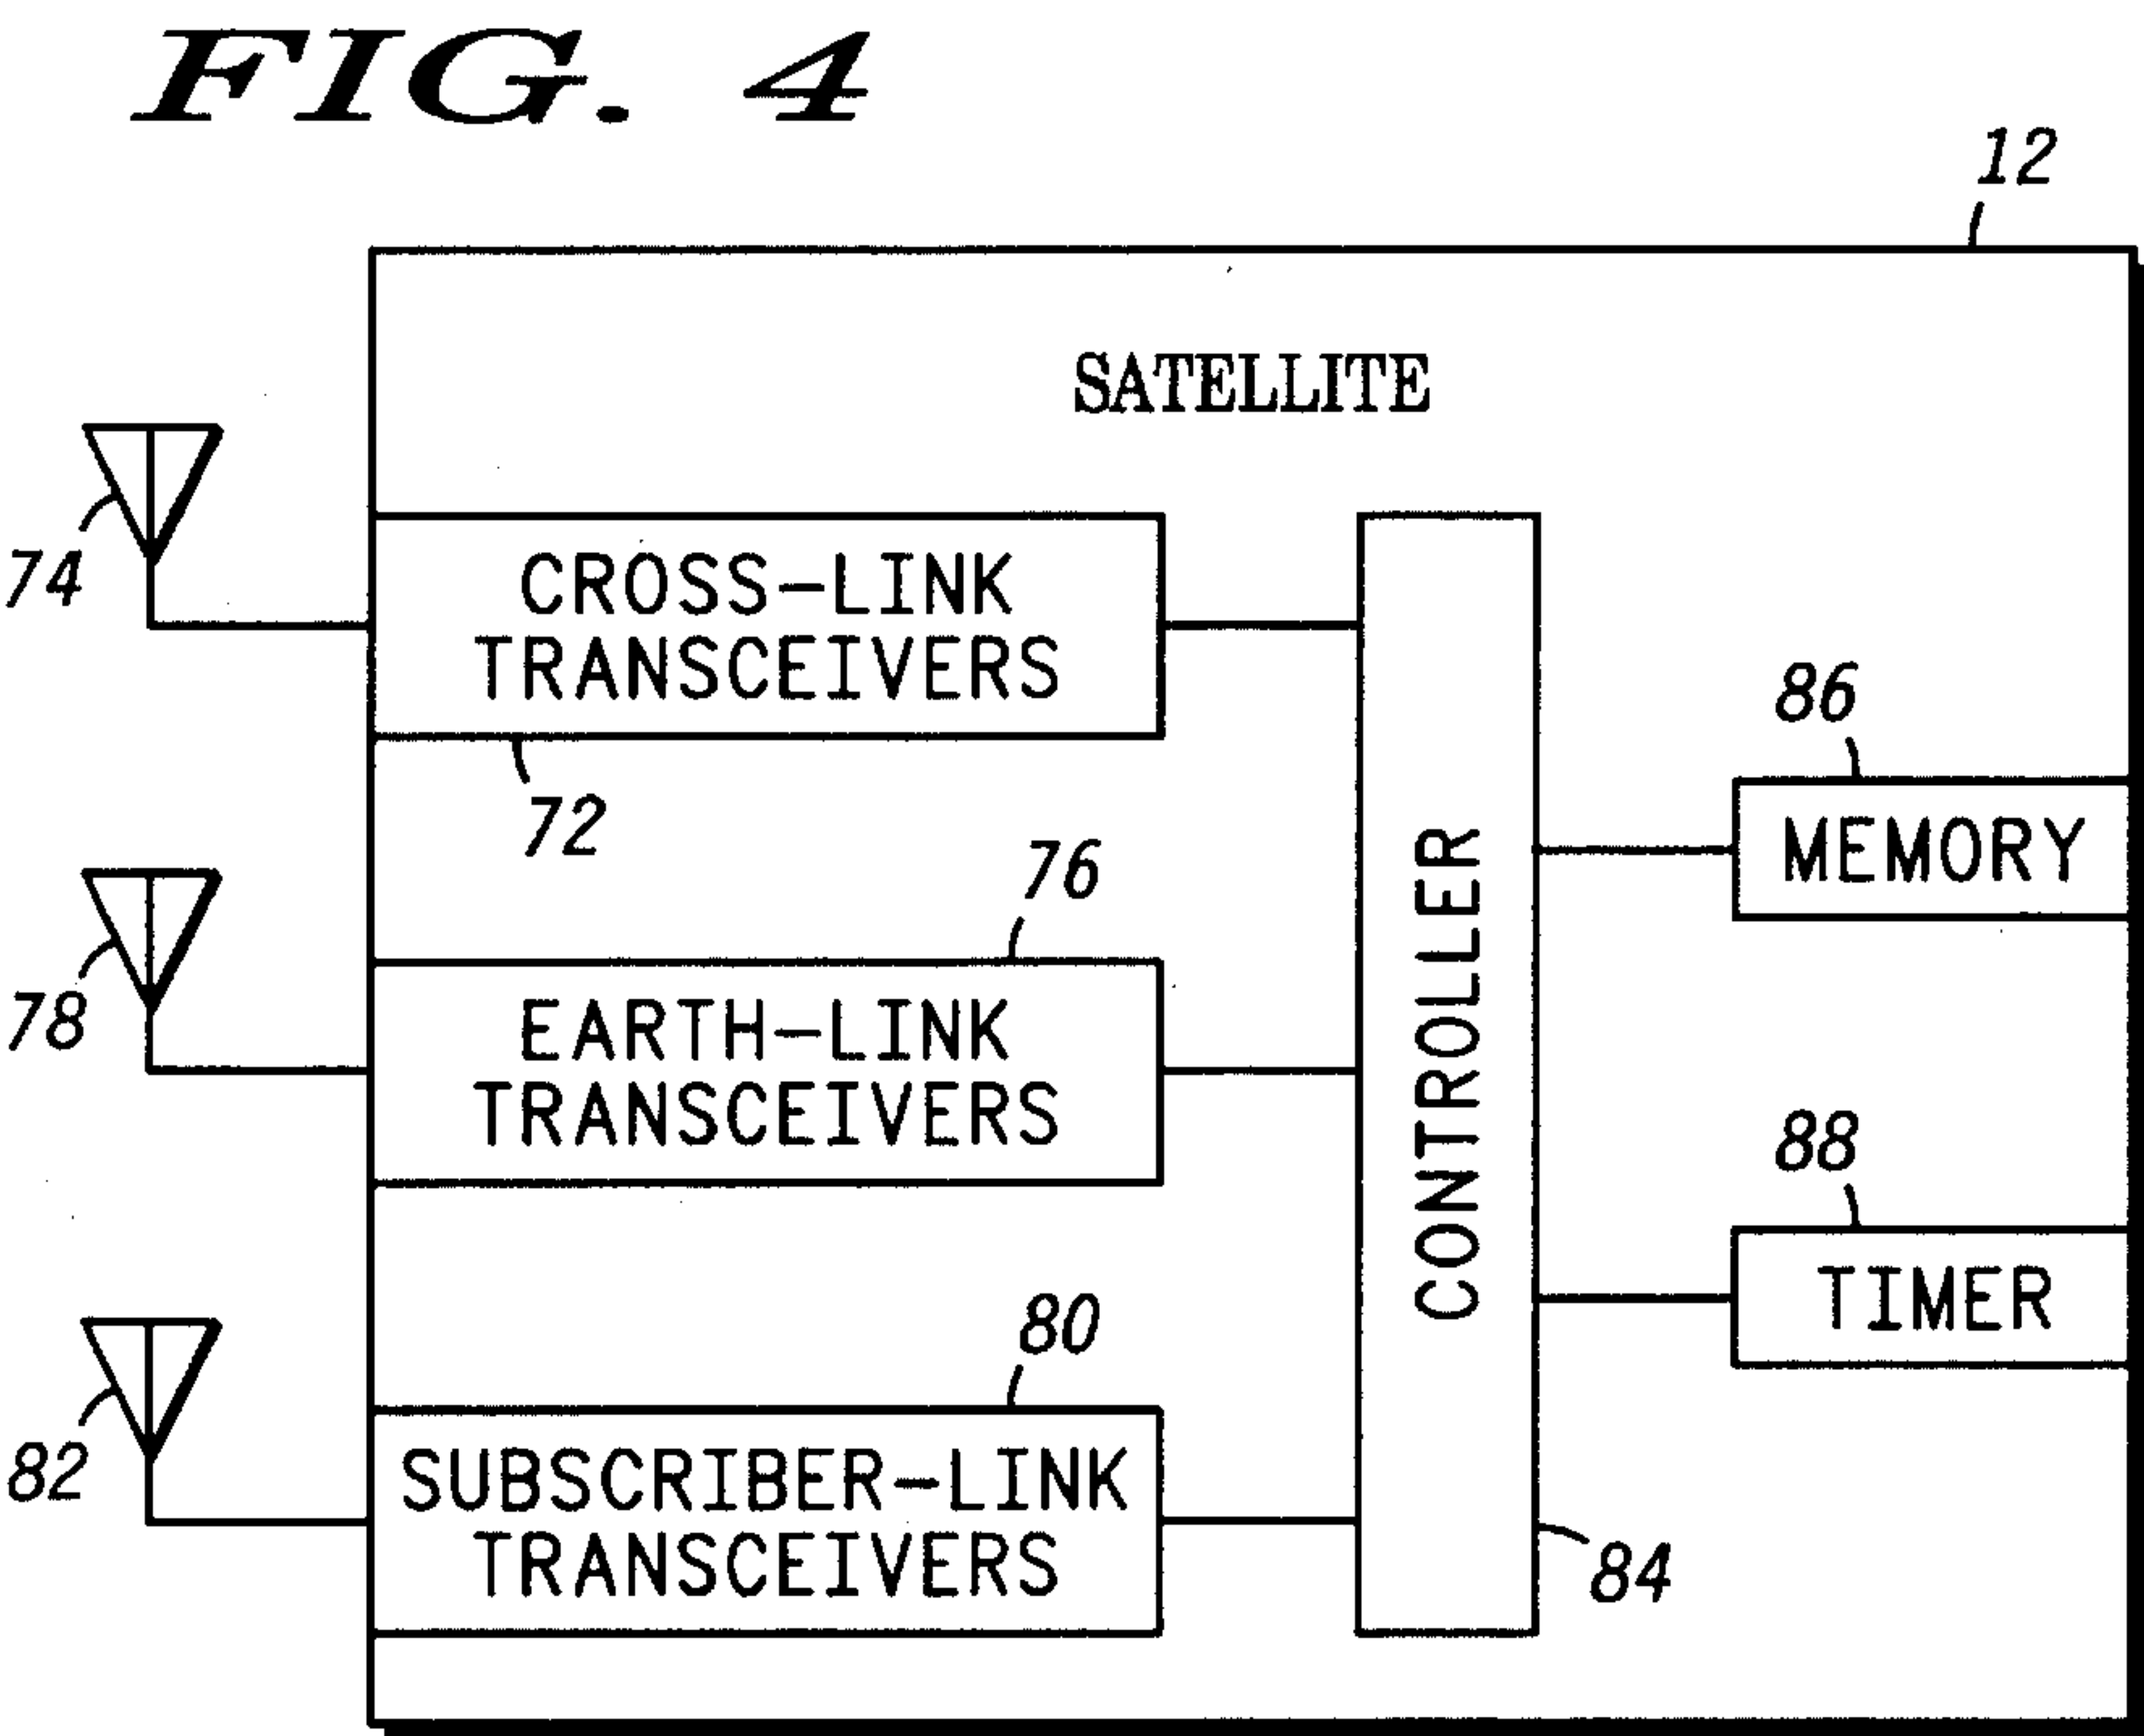 FIG. 4
12
SATELLITE
74
CROSS-LINK
TRANSCEIVERS
72
86
MEMORY
76
78
EARTH-LINK
TRANSCEIVERS
CONTROLLER
88
TIMER
80
82
SUBSCRIBER-LINK
TRANSCEIVERS
84